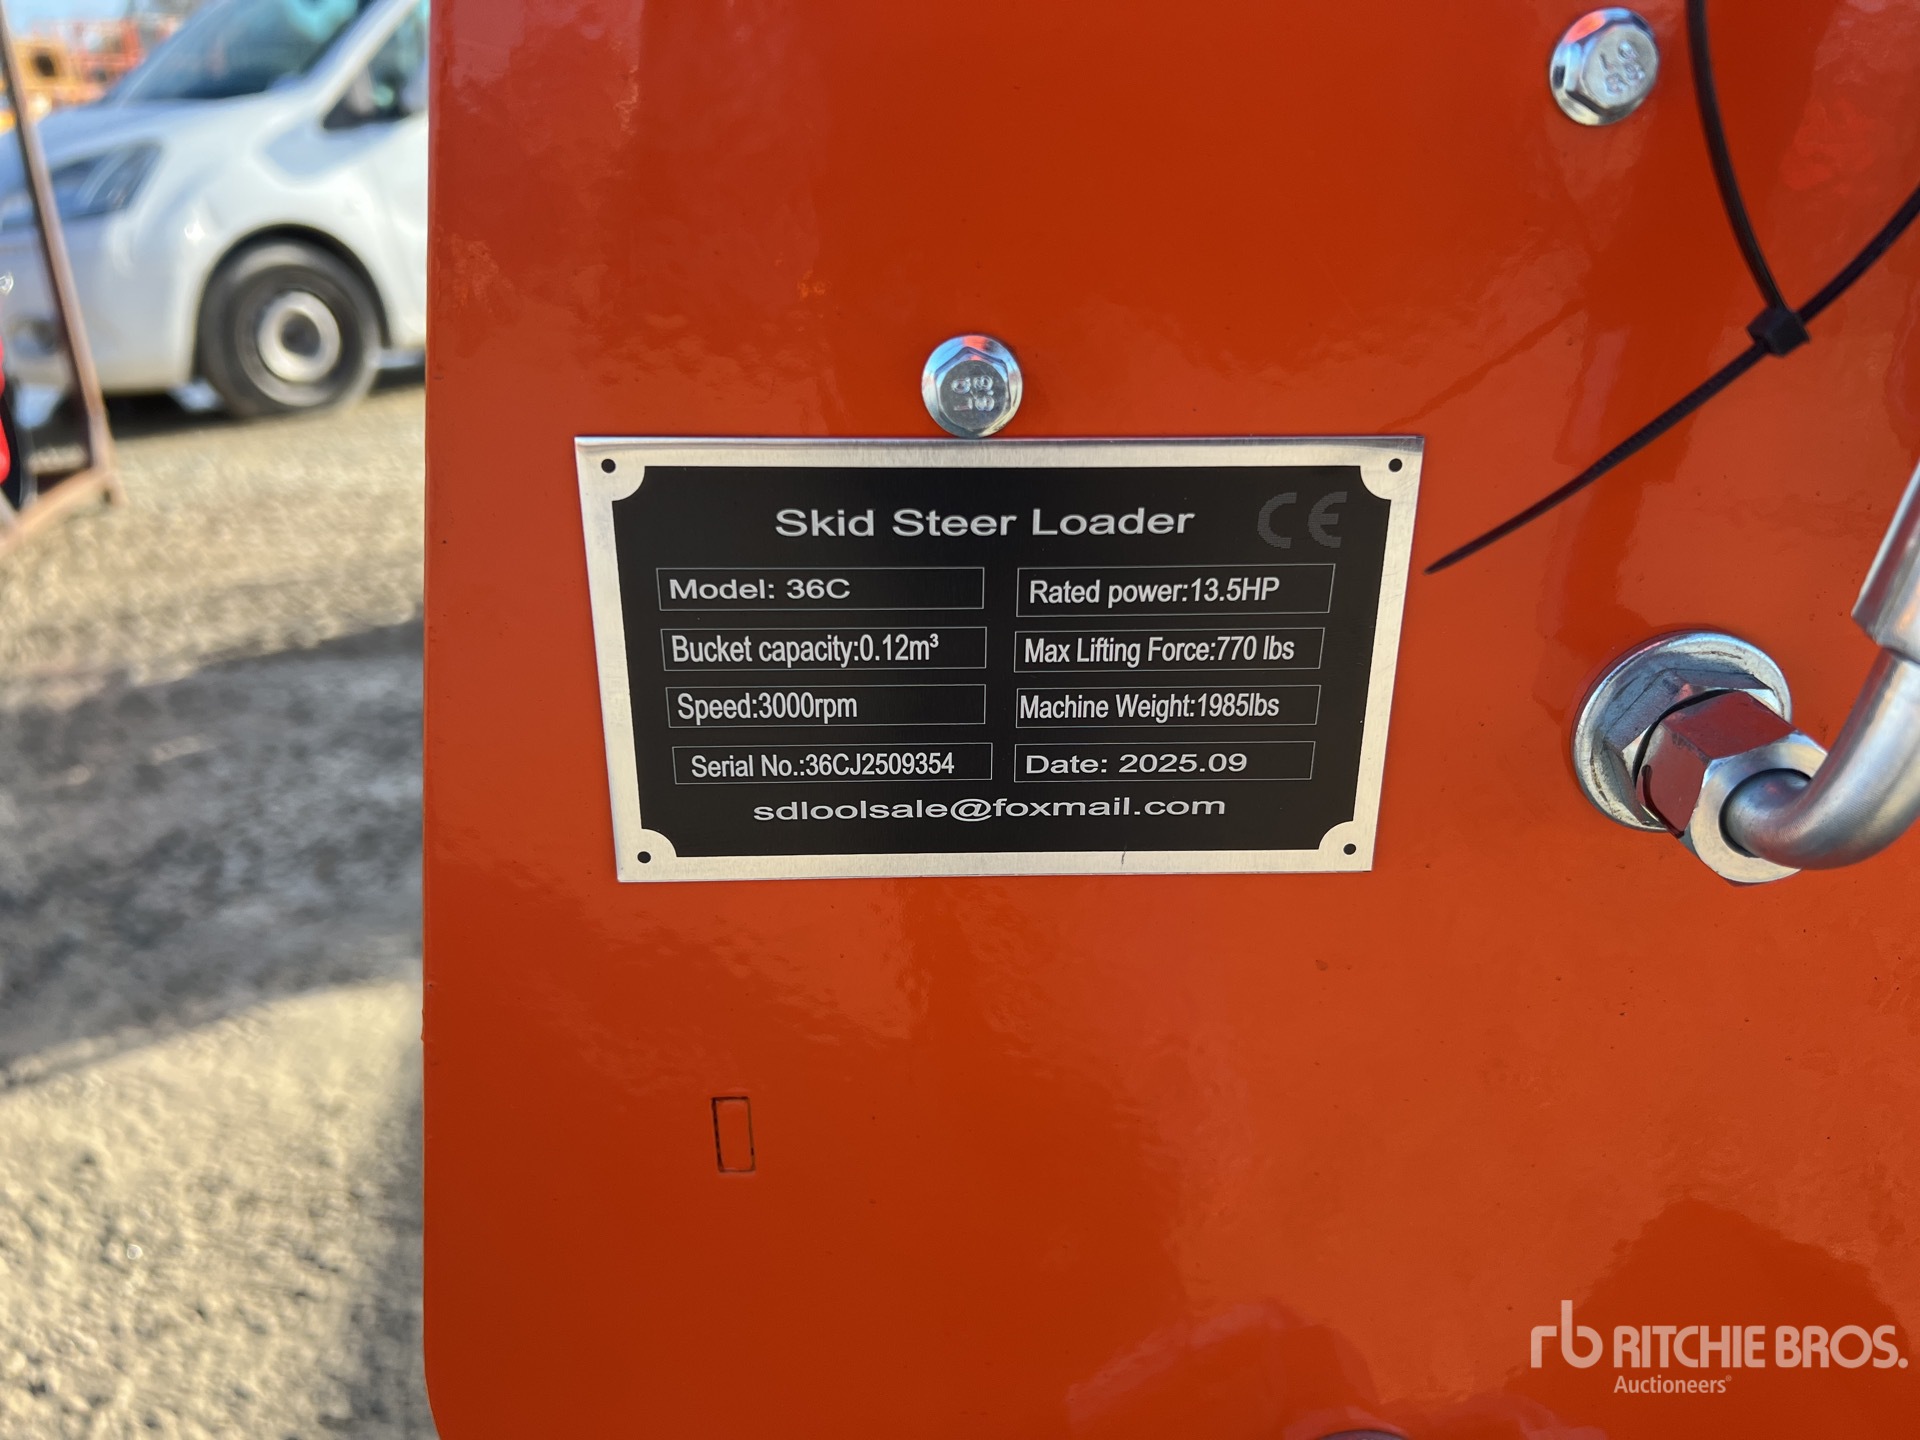 Skid Steer Loader CE
Model: 36C
Rated power:13.5HP
Bucket capacity:0.12m³
Max Lifting Force:770 lbs
Speed:3000rpm
Machine Weight:1985lbs
Serial No.:36CJ2509354
Date: 2025.09
sdloolsale@foxmail.com
rb RITCHIE BROS.
Auctioneers®